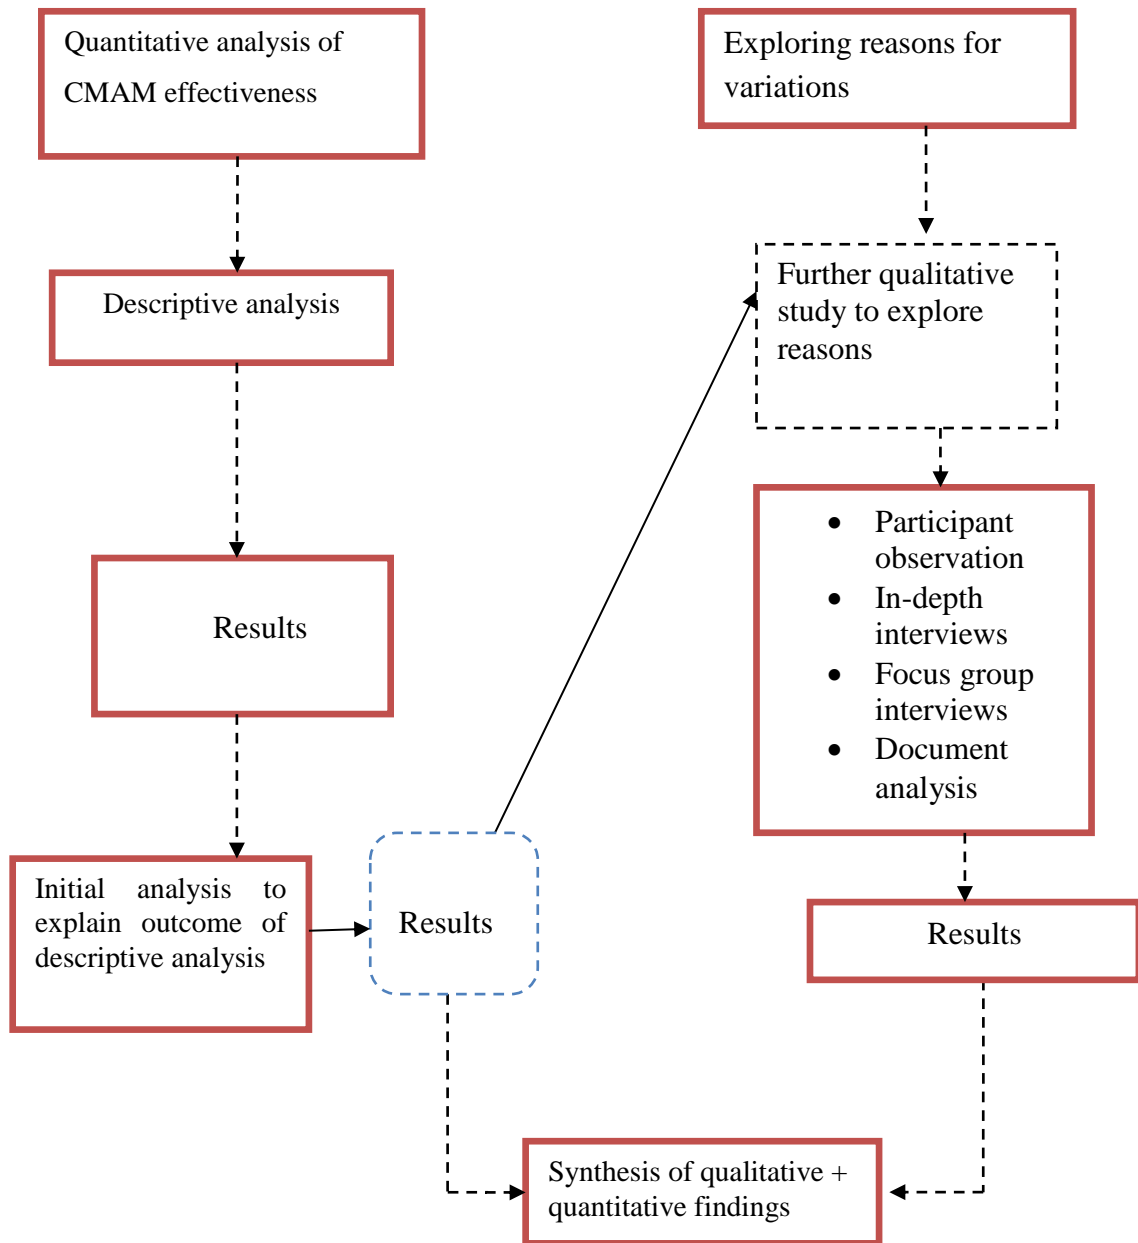 Quantitative analysis of
CMAM effectiveness
Descriptive analysis
Results
Initial analysis to
explain outcome of
descriptive analysis
Results
Exploring reasons for
variations
Further qualitative
study to explore
reasons
• Participant
observation
• In-depth
interviews
• Focus group
interviews
• Document
analysis
Results
Synthesis of qualitative +
quantitative findings